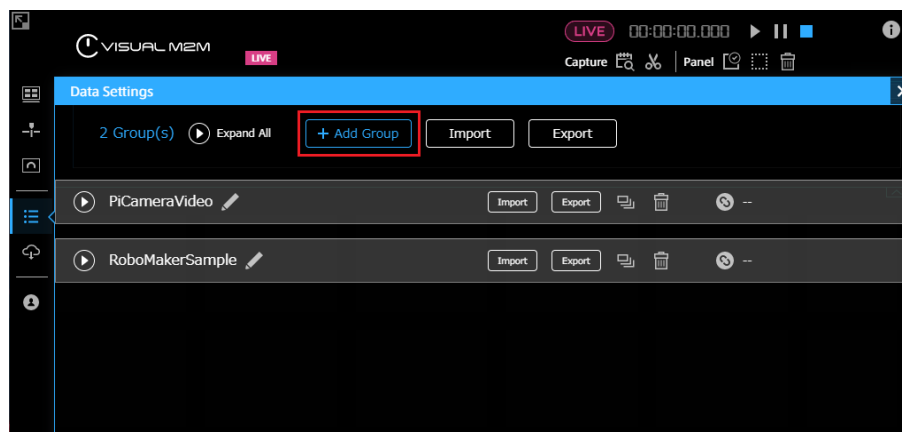 VISUAL M2M
LIVE
LIVE 00:00:00.000
Capture Panel
Data Settings
2 Group(s) Expand All + Add Group Import Export
PiCameraVideo Import Export --
RoboMakerSample Import Export --